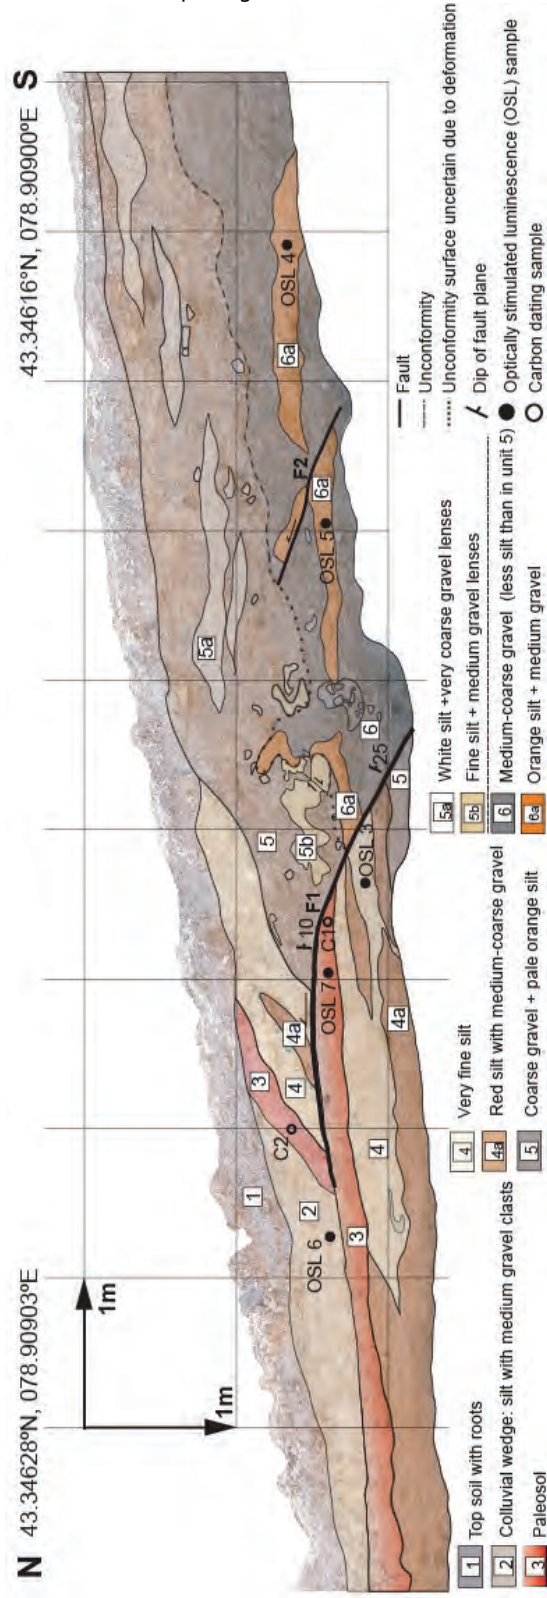 N 43.34628ºN, 078.90903ºE
43.34616ºN, 078.90900ºE S
1m
1m
1
2
3
C2
OSL 6
3
4
4a
4
OSL 7
C1
10 F1
4a
OSL 3
5
5b
6a
25
6
5
5a
F2
6a
OSL 5
6a
OSL 4
1 Top soil with roots
2 Colluvial wedge: silt with medium gravel clasts
3 Paleosol
4 Very fine silt
4a Red silt with medium-coarse gravel
5 Coarse gravel + pale orange silt
5a White silt +very coarse gravel lenses
5b Fine silt + medium gravel lenses
6 Medium-coarse gravel (less silt than in unit 5)
6a Orange silt + medium gravel
Fault
Unconformity
Unconformity surface uncertain due to deformation
Dip of fault plane
Optically stimulated luminescence (OSL) sample
Carbon dating sample